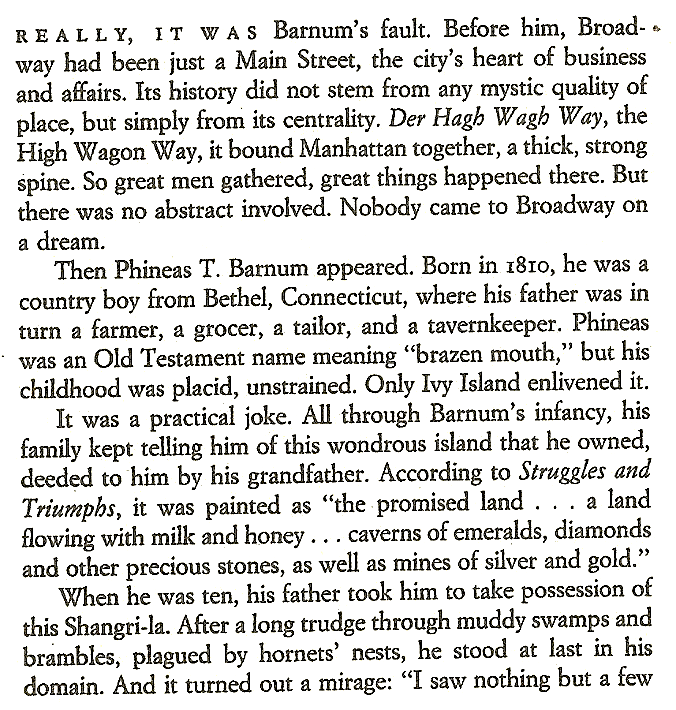 REALLY, IT WAS Barnum's fault. Before him, Broad-
way had been just a Main Street, the city's heart of business
and affairs. Its history did not stem from any mystic quality of
place, but simply from its centrality. Der Hagh Wagh Way, the
High Wagon Way, it bound Manhattan together, a thick, strong
spine. So great men gathered, great things happened there. But
there was no abstract involved. Nobody came to Broadway on
a dream.
Then Phineas T. Barnum appeared. Born in 1810, he was a
country boy from Bethel, Connecticut, where his father was in
turn a farmer, a grocer, a tailor, and a tavernkeeper. Phineas
was an Old Testament name meaning "brazen mouth," but his
childhood was placid, unstrained. Only Ivy Island enlivened it.
It was a practical joke. All through Barnum's infancy, his
family kept telling him of this wondrous island that he owned,
deeded to him by his grandfather. According to Struggles and
Triumphs, it was painted as "the promised land . . . a land
flowing with milk and honey . . . caverns of emeralds, diamonds
and other precious stones, as well as mines of silver and gold."
When he was ten, his father took him to take possession of
this Shangri-la. After a long trudge through muddy swamps and
brambles, plagued by hornets' nests, he stood at last in his
domain. And it turned out a mirage: "I saw nothing but a few